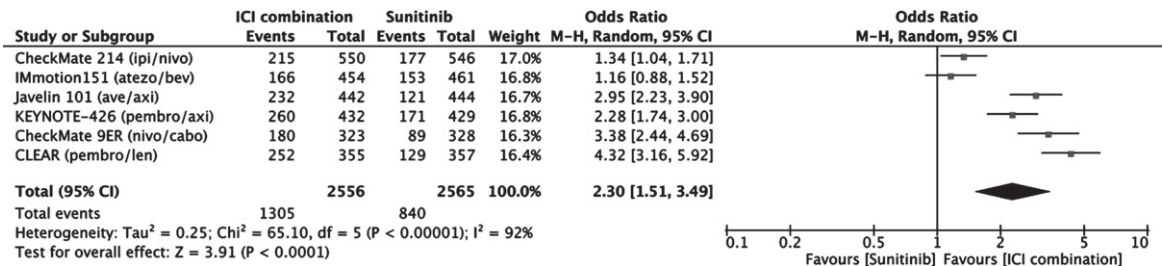 ICI combination Sunitinib Odds Ratio Odds Ratio
Study or Subgroup Events Total Events Total Weight M-H, Random, 95% CI M-H, Random, 95% CI
CheckMate 214 (ipi/nivo) 215 550 177 546 17.0% 1.34 [1.04, 1.71]
IMmotion151 (atezo/bev) 166 454 153 461 16.8% 1.16 [0.88, 1.52]
Javelin 101 (ave/axi) 232 442 121 444 16.7% 2.95 [2.23, 3.90]
KEYNOTE-426 (pembro/axi) 260 432 171 429 16.8% 2.28 [1.74, 3.00]
CheckMate 9ER (nivo/cabo) 180 323 89 328 16.3% 3.38 [2.44, 4.69]
CLEAR (pembro/len) 252 355 129 357 16.4% 4.32 [3.16, 5.92]
Total (95% CI) 2556 2565 100.0% 2.30 [1.51, 3.49]
Total events 1305 840
Heterogeneity: Tau² = 0.25; Chi² = 65.10, df = 5 (P < 0.00001); I² = 92%
Test for overall effect: Z = 3.91 (P < 0.0001)
0.1 0.2 0.5 1 2 5 10
Favours [Sunitinib] Favours [ICI combination]